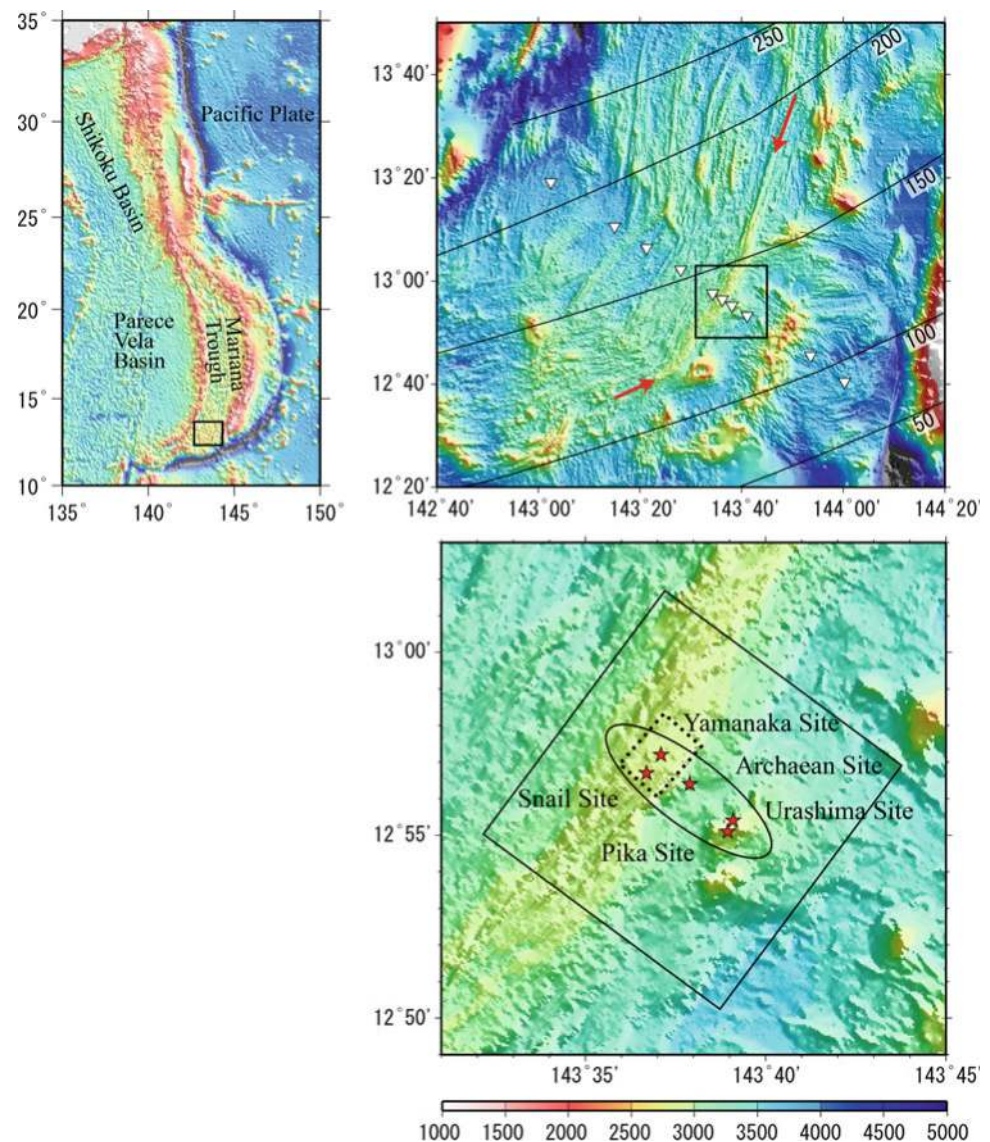 35°
30°
25°
20°
15°
10°
135°
140°
145°
150°
Pacific Plate
Shikoku Basin
Parece
Vela
Basin
Mariana
Trough
13°40'
13°20'
13°00'
12°40'
12°20'
142°40'
143°00'
143°20'
143°40'
144°00'
144°20'
250
200
150
100
50
13°00'
12°55'
12°50'
143°35'
143°40'
143°45'
Yamanaka Site
Archaean Site
Snail Site
Urashima Site
Pika Site
1000 1500 2000 2500 3000 3500 4000 4500 5000